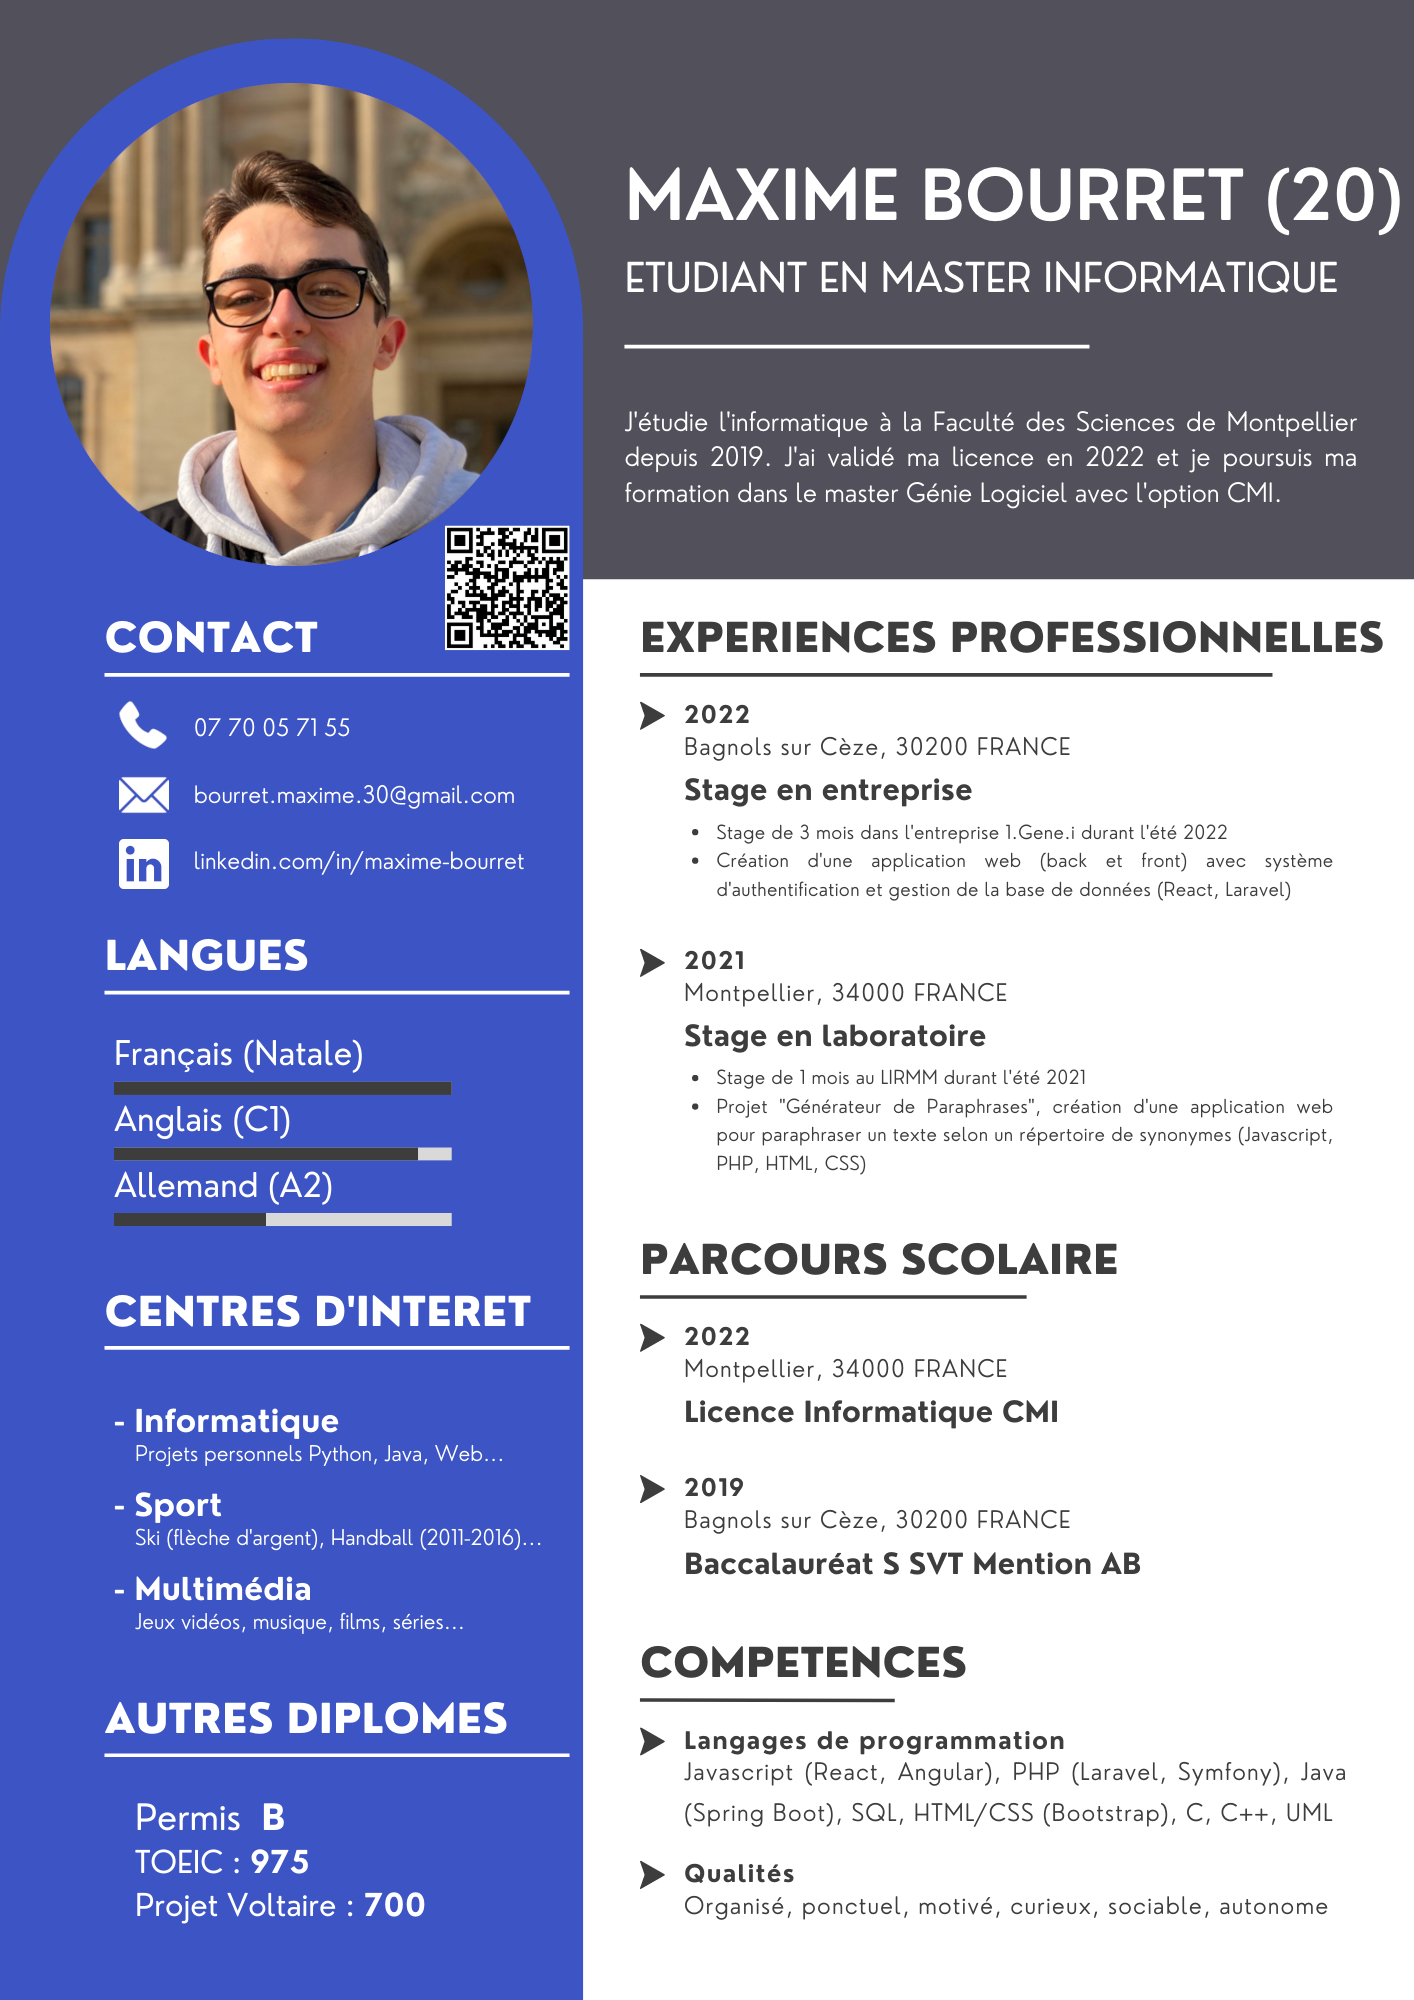 MAXIME BOURRET (20)
ETUDIANT EN MASTER INFORMATIQUE
J'étudie l'informatique à la Faculté des Sciences de Montpellier
depuis 2019. J'ai validé ma licence en 2022 et je poursuis ma
formation dans le master Génie Logiciel avec l'option CMI.
CONTACT
07 70 05 71 55
bourret.maxime.30@gmail.com
in linkedin.com/in/maxime-bourret
LANGUES
Français (Natale)
Anglais (C1)
Allemand (A2)
CENTRES D'INTERET
- Informatique
Projets personnels Python, Java, Web...
- Sport
Ski (flèche d'argent), Handball (2011-2016)...
- Multimédia
Jeux vidéos, musique, films, séries...
AUTRES DIPLOMES
Permis B
TOEIC : 975
Projet Voltaire : 700
EXPERIENCES PROFESSIONNELLES
2022
Bagnols sur Cèze, 30200 FRANCE
Stage en entreprise
• Stage de 3 mois dans l'entreprise 1.Gene.i durant l'été 2022
• Création d'une application web (back et front) avec système
d'authentification et gestion de la base de données (React, Laravel)
2021
Montpellier, 34000 FRANCE
Stage en laboratoire
• Stage de 1 mois au LIRMM durant l'été 2021
• Projet "Générateur de Paraphrases", création d'une application web
pour paraphraser un texte selon un répertoire de synonymes (Javascript,
PHP, HTML, CSS)
PARCOURS SCOLAIRE
2022
Montpellier, 34000 FRANCE
Licence Informatique CMI
2019
Bagnols sur Cèze, 30200 FRANCE
Baccalauréat S SVT Mention AB
COMPETENCES
Langages de programmation
Javascript (React, Angular), PHP (Laravel, Symfony), Java
(Spring Boot), SQL, HTML/CSS (Bootstrap), C, C++, UML
Qualités
Organisé, ponctuel, motivé, curieux, sociable, autonome